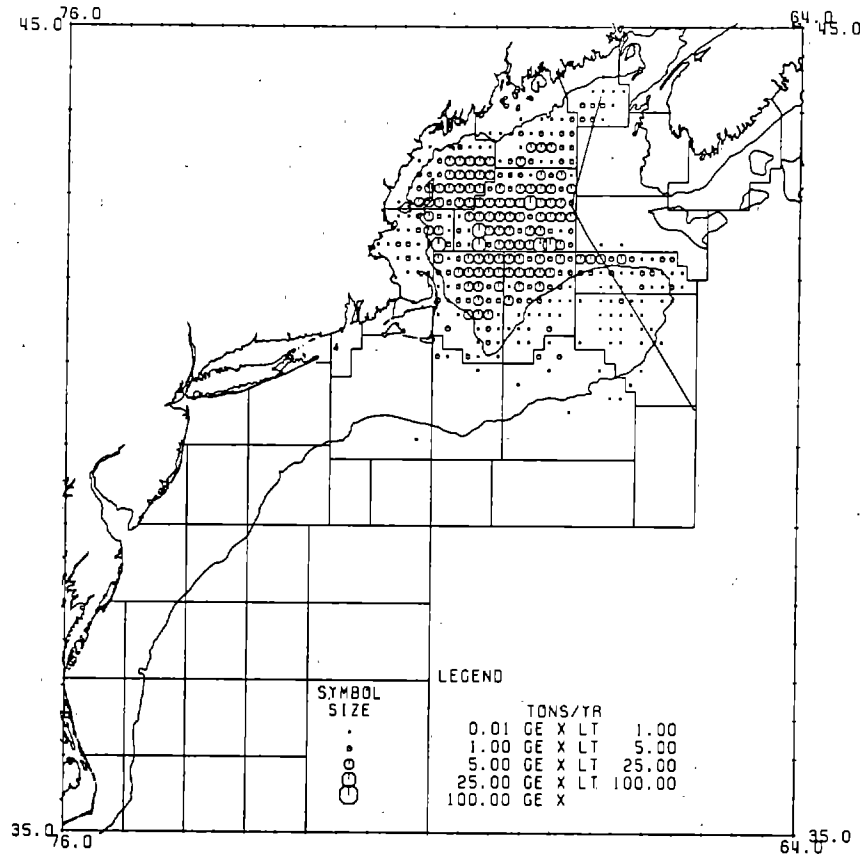 76.0 64.0
45.0 45.0
LEGEND
SYMBOL
SIZE
TONS/YR
0.01 GE X LT 1.00
1.00 GE X LT 5.00
5.00 GE X LT 25.00
25.00 GE X LT 100.00
100.00 GE X
35.0 35.0
76.0 64.0